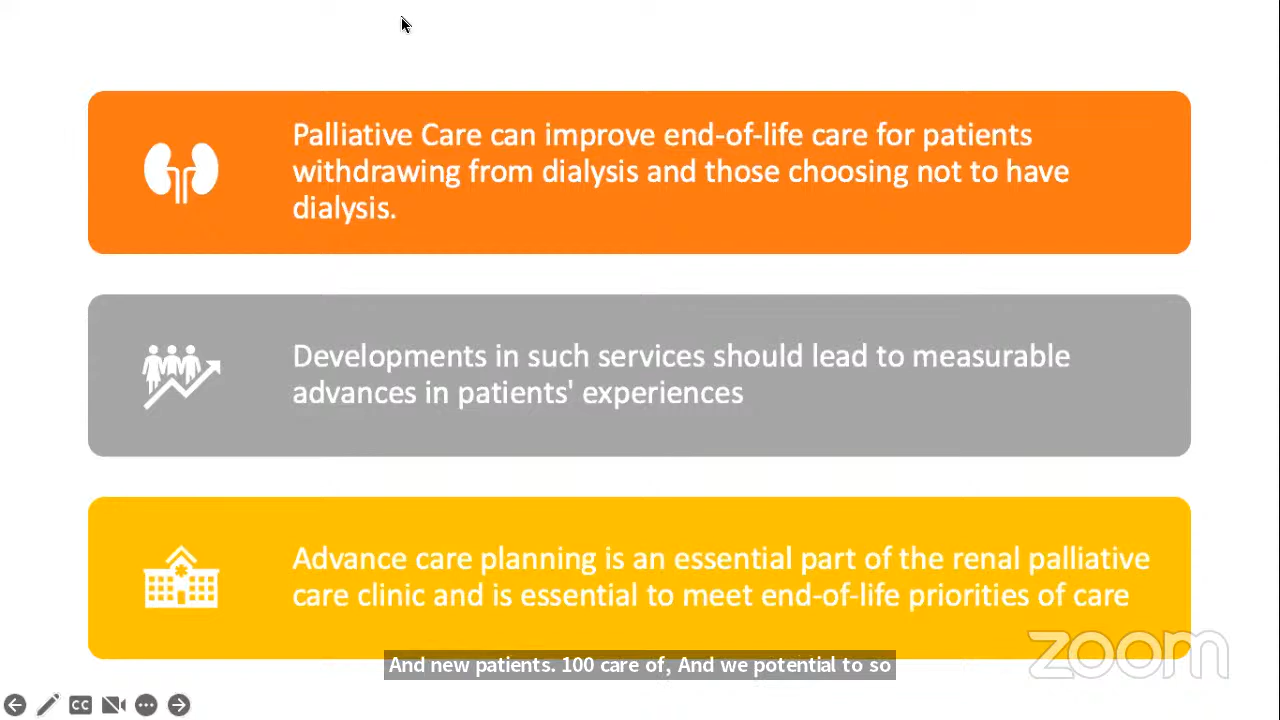 Palliative Care can improve end-of-life care for patients
withdrawing from dialysis and those choosing not to have
dialysis.
Developments in such services should lead to measurable
advances in patients' experiences
Advance care planning is an essential part of the renal palliative
care clinic and is essential to meet end-of-life priorities of care
zoom
And new patients. 100 care of, And we potential to so
CC